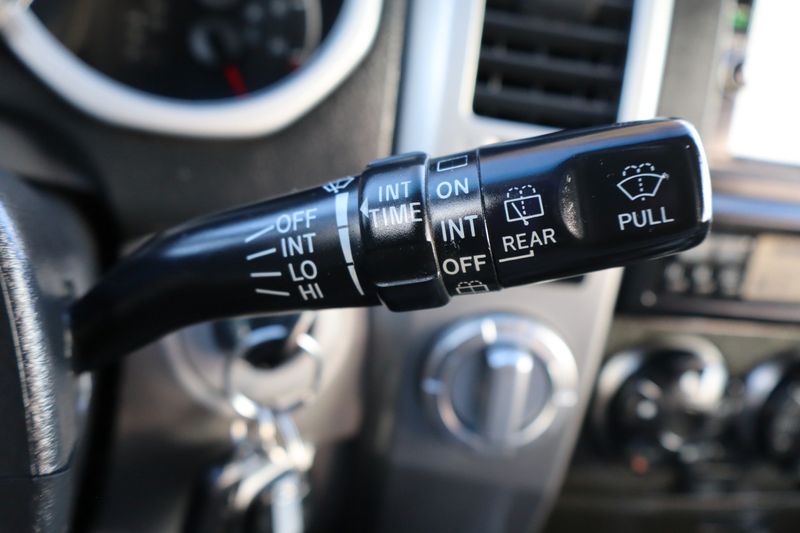 OFF
INT
LO
HI
INT
TIME
ON
INT
OFF
REAR
PULL